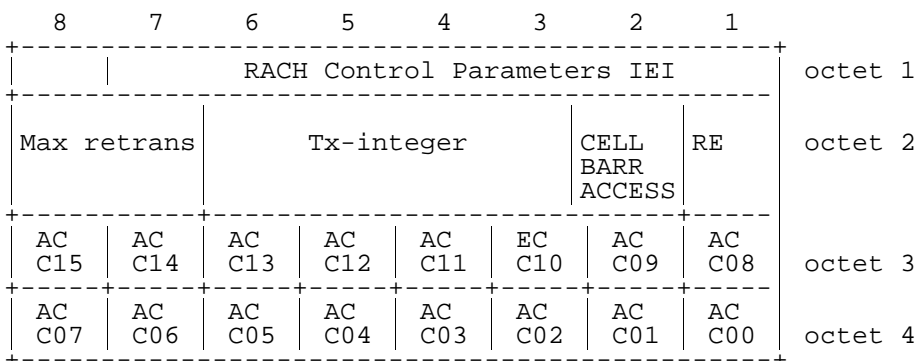 8 7 6 5 4 3 2 1
RACH Control Parameters IEI octet 1
Max retrans Tx-integer CELL RE octet 2
BARR
ACCESS
AC AC AC AC AC EC AC AC
C15 C14 C13 C12 C11 C10 C09 C08 octet 3
AC AC AC AC AC AC AC AC
C07 C06 C05 C04 C03 C02 C01 C00 octet 4